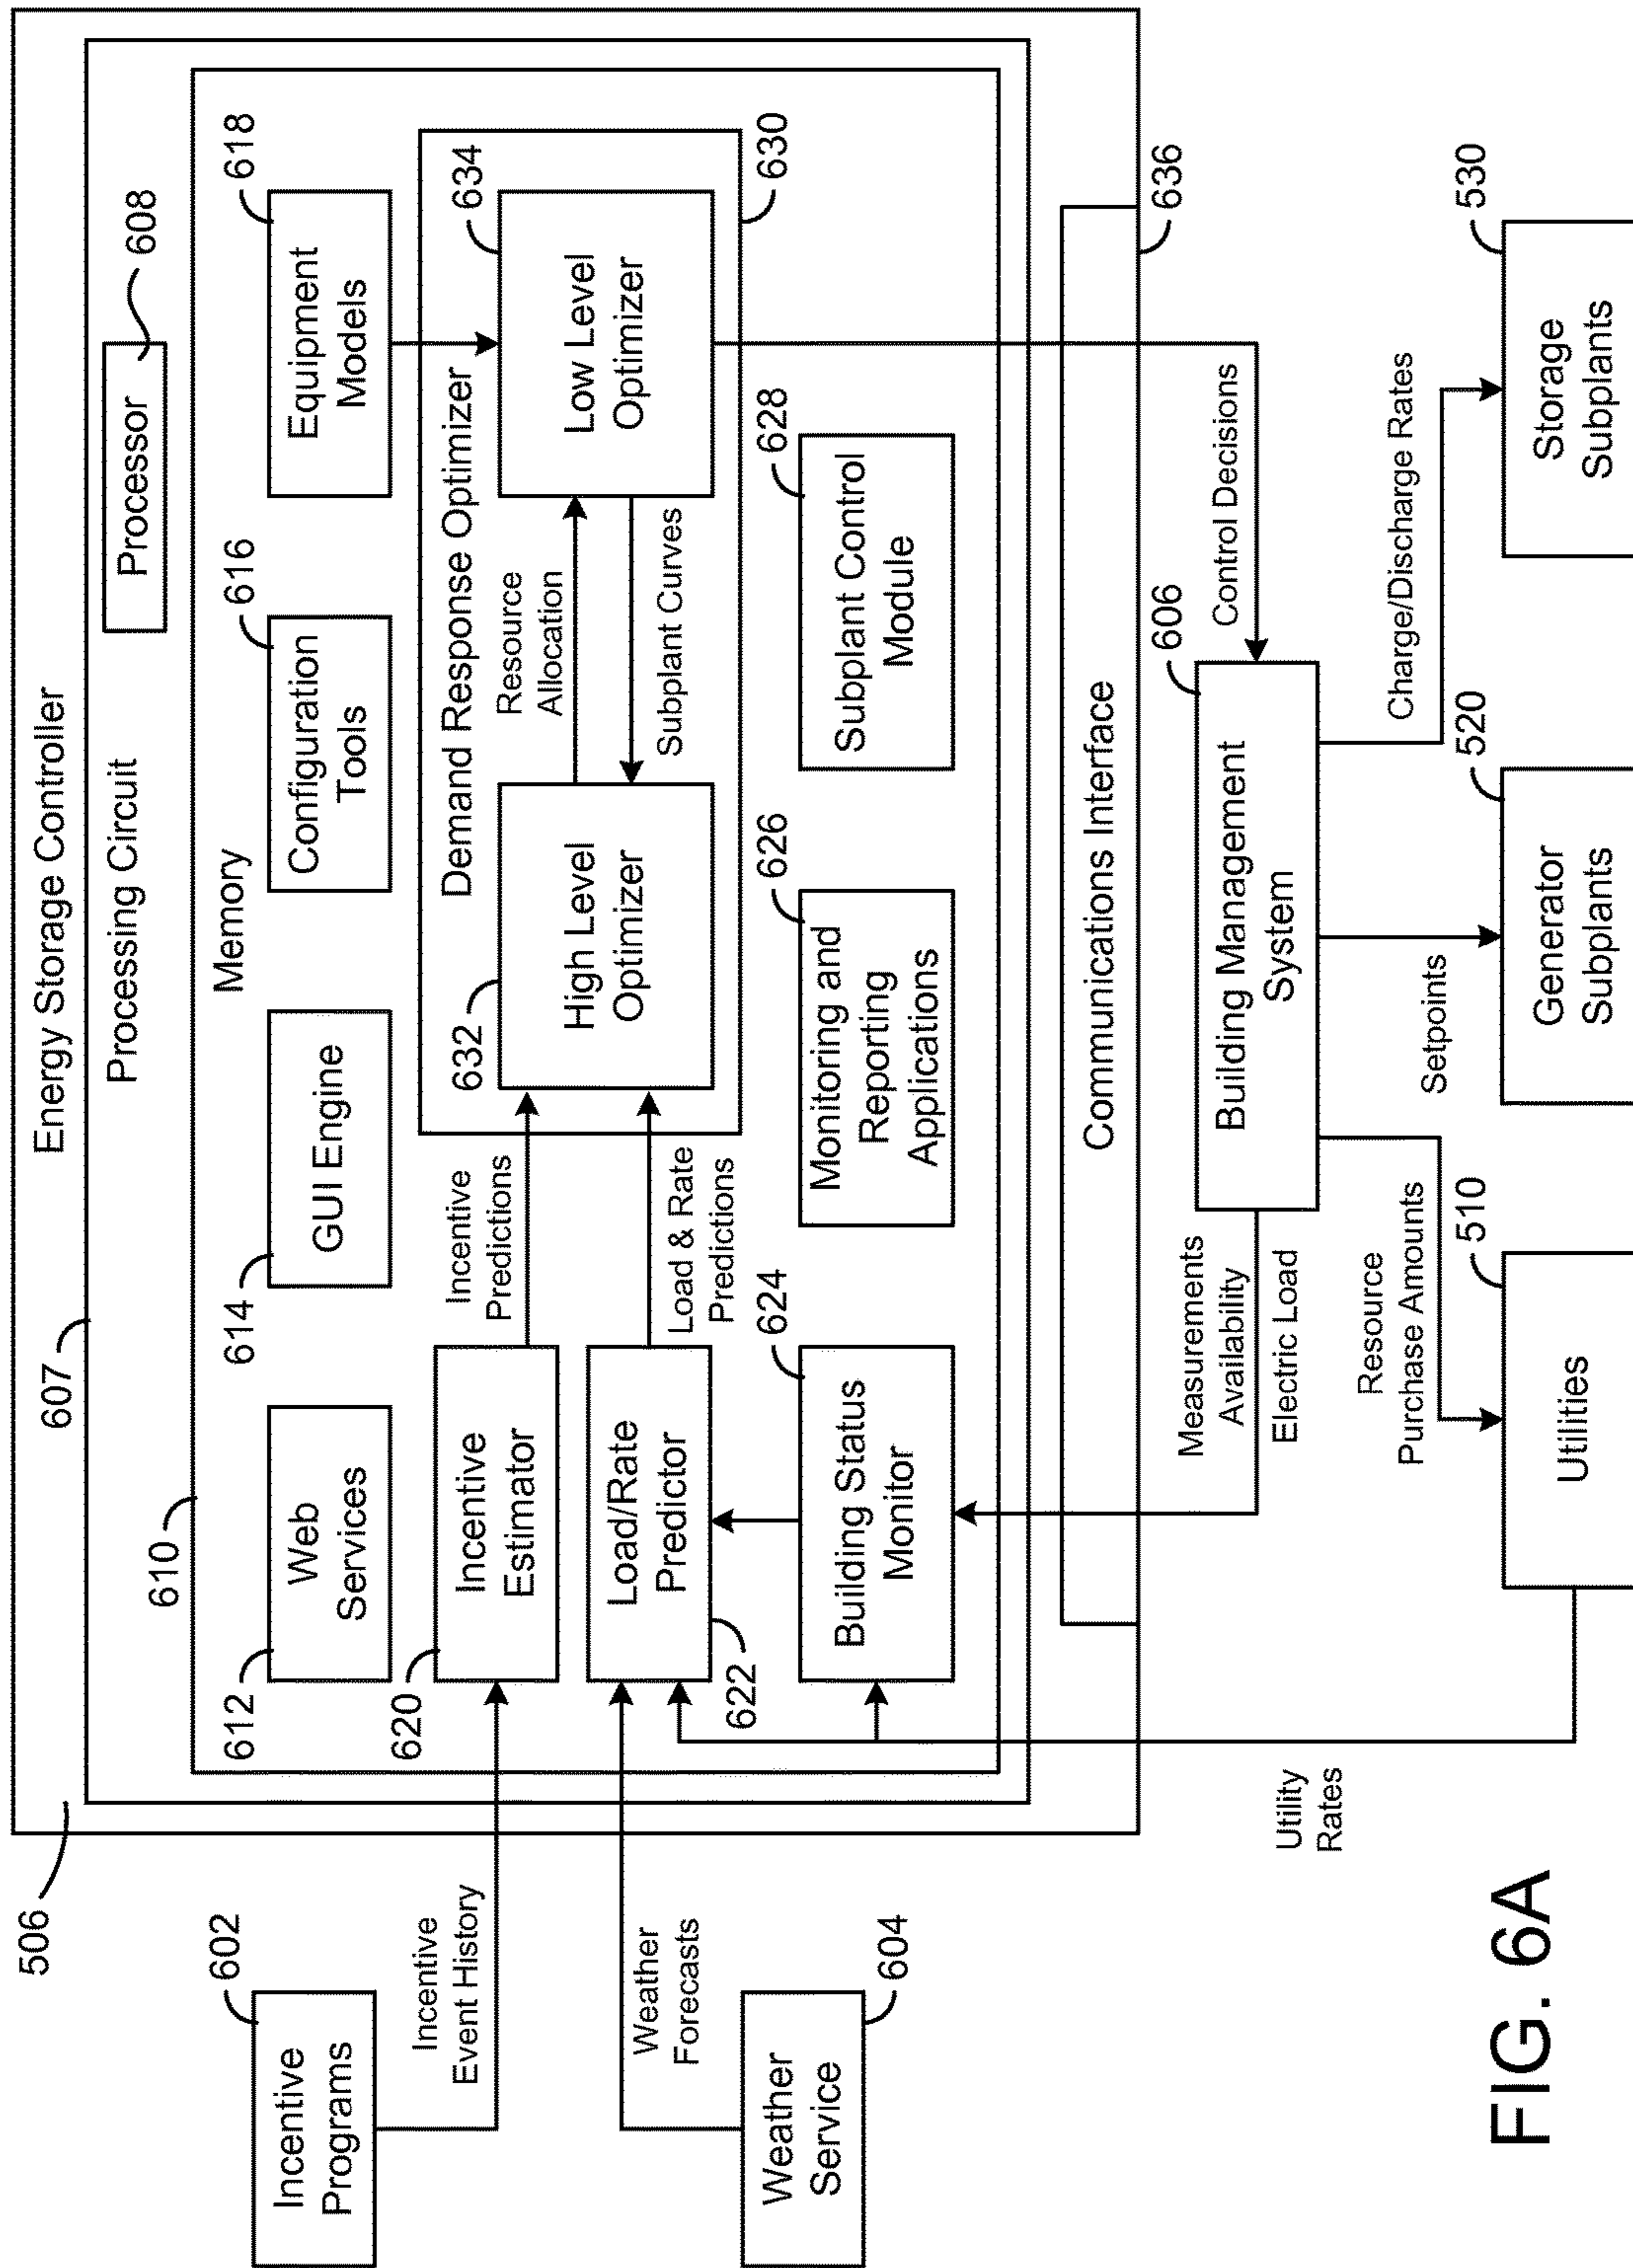 Energy Storage Controller
506
607
Processing Circuit
Processor
608
610
Memory
612
Web
Services
614
GUI Engine
616
Configuration
Tools
618
Equipment
Models
602
Incentive
Programs
Incentive
Event History
620
Incentive
Estimator
Incentive
Predictions
Demand Response Optimizer
632
High Level
Optimizer
Resource
Allocation
Subplant Curves
634
Low Level
Optimizer
630
Weather
Forecasts
Weather
Service
604
Load/Rate
Predictor
622
Load & Rate
Predictions
624
Building Status
Monitor
626
Monitoring and
Reporting
Applications
628
Subplant Control
Module
Communications Interface
636
Measurements
Availability
Electric Load
606
Building Management
System
Control Decisions
Utility
Rates
Resource
Purchase Amounts
Setpoints
Charge/Discharge Rates
510
Utilities
520
Generator
Subplants
530
Storage
Subplants
FIG. 6A